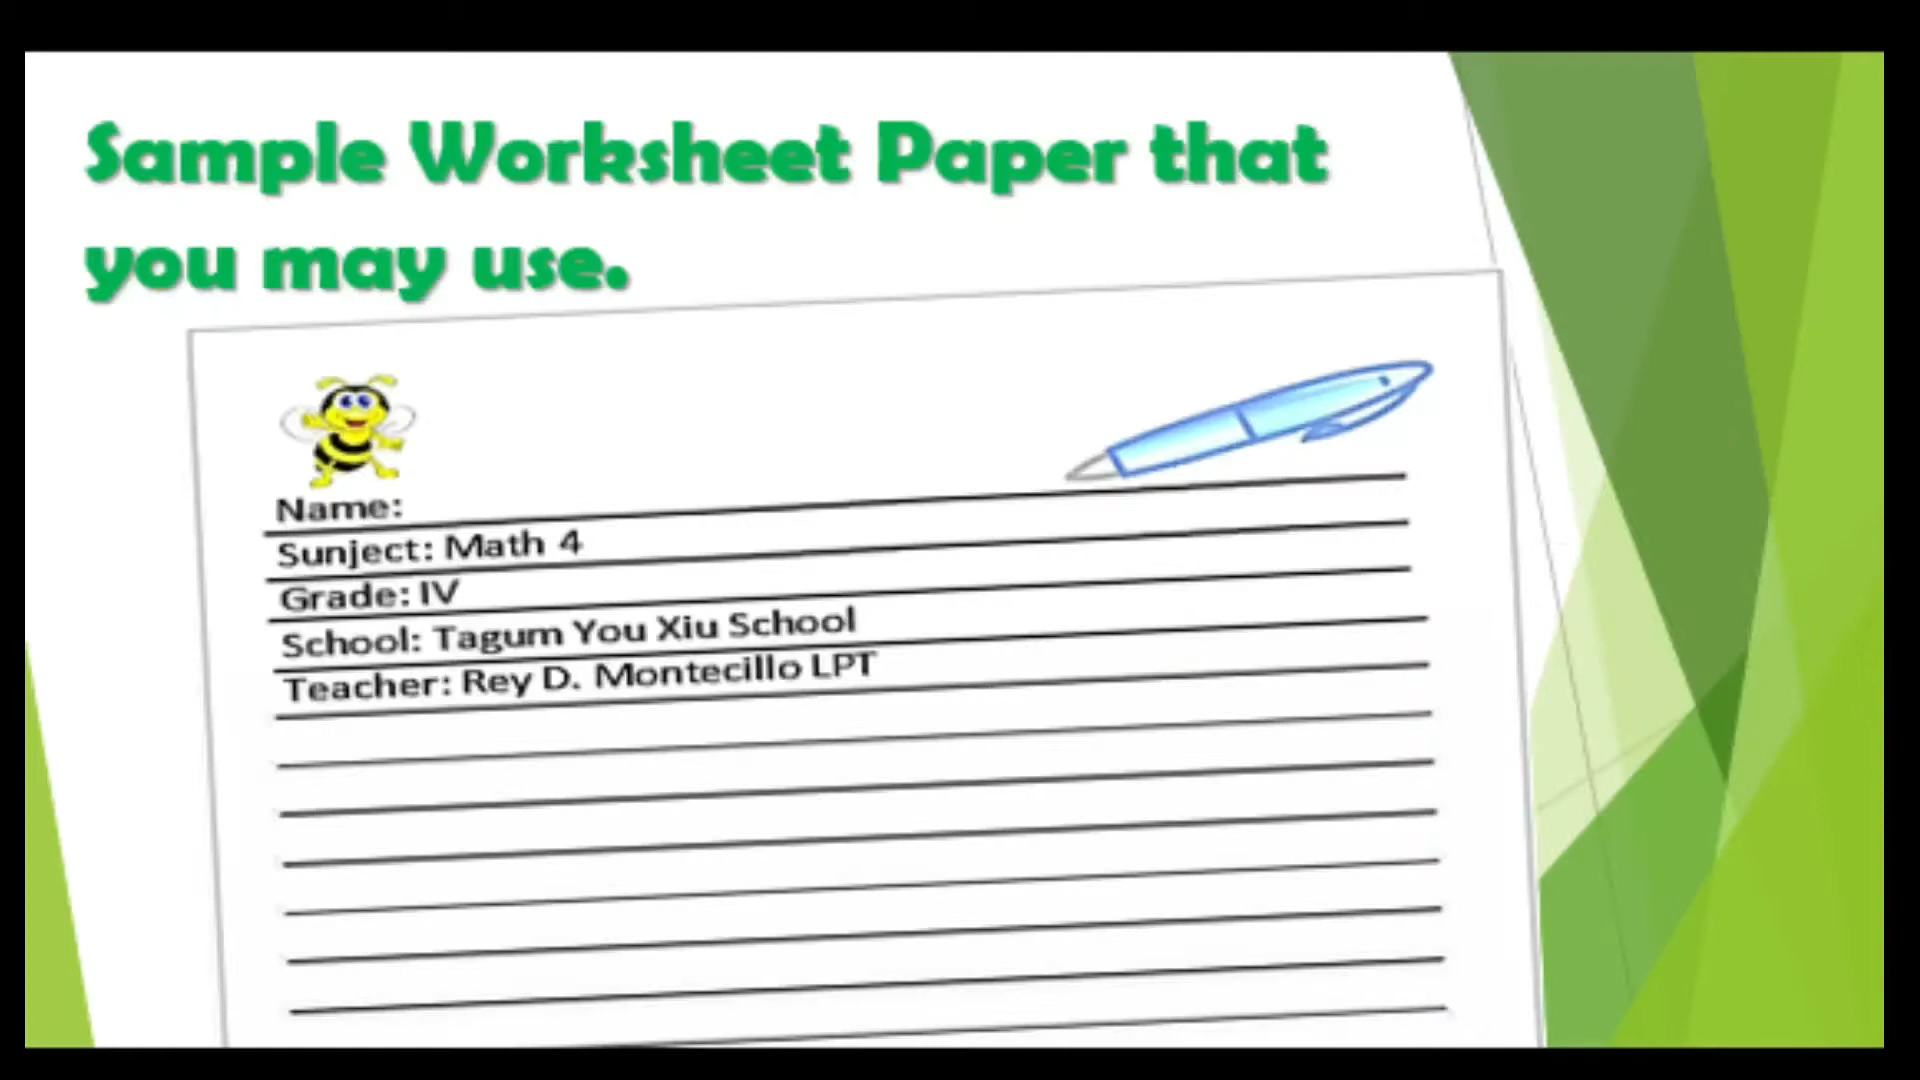 Sample Worksheet Paper that
you may use.
Name:
Sunject: Math 4
Grade: IV
School: Tagum You Xiu School
Teacher: Rey D. Montecillo LPT